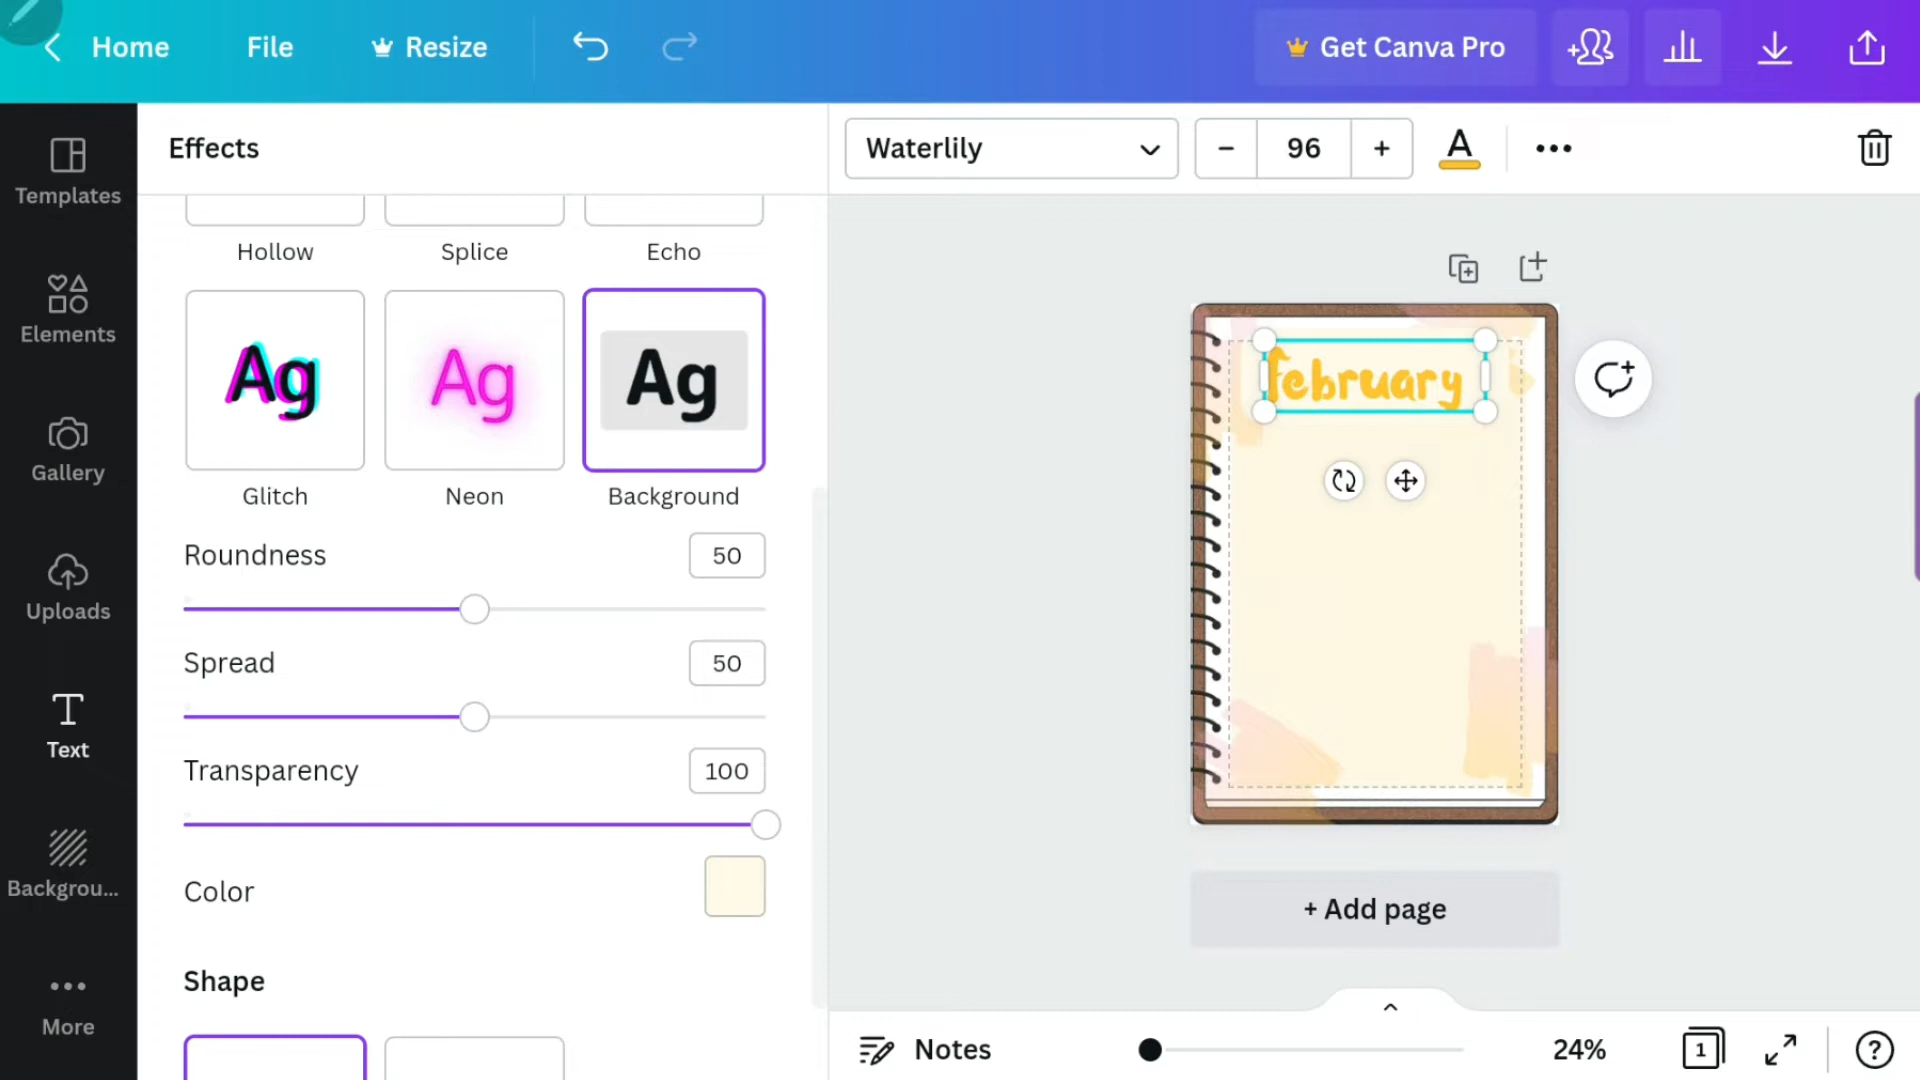 Home File Resize Get Canva Pro
Effects
Waterlily
− 96 +
A
Templates
Elements
Gallery
Uploads
Text
Backgrou...
More
Hollow Splice Echo
Ag Ag Ag
Glitch Neon Background
Roundness 50
Spread 50
Transparency 100
Color
Shape
february
+ Add page
Notes 24% 1 ?